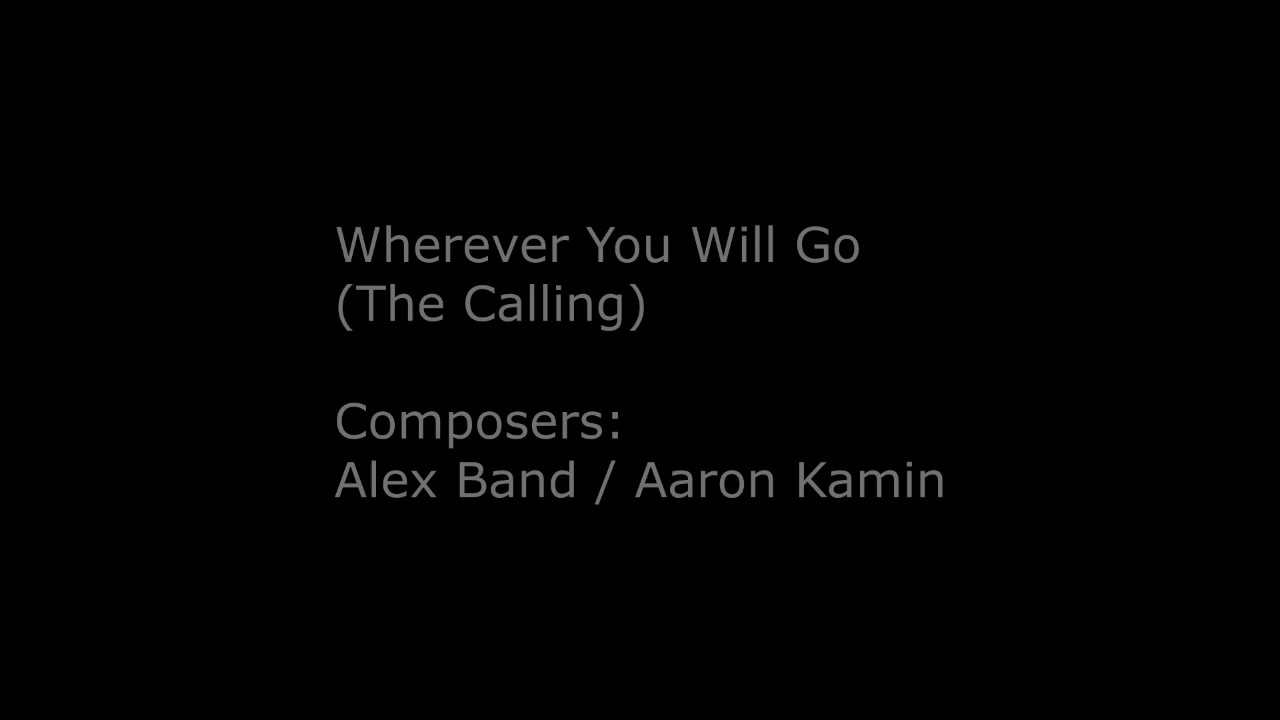 Wherever You Will Go
(The Calling)
Composers:
Alex Band / Aaron Kamin